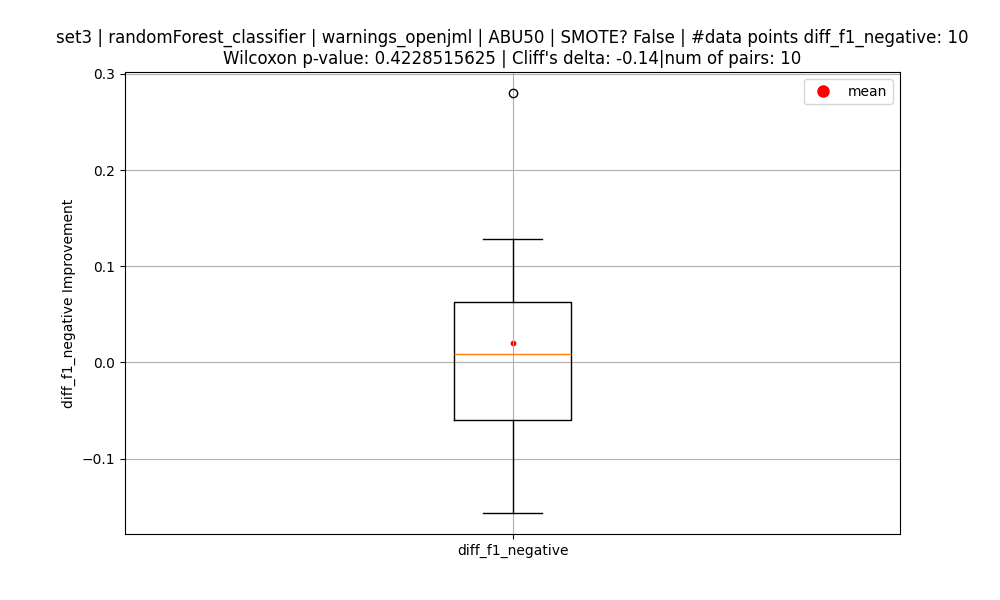 set3 | randomForest_classifier | warnings_openjml | ABU50 | SMOTE? False | #data points diff_f1_negative: 10
Wilcoxon p-value: 0.4228515625 | Cliff's delta: -0.14|num of pairs: 10
mean
0.3
0.2
0.1
0.0
−0.1
diff_f1_negative Improvement
diff_f1_negative